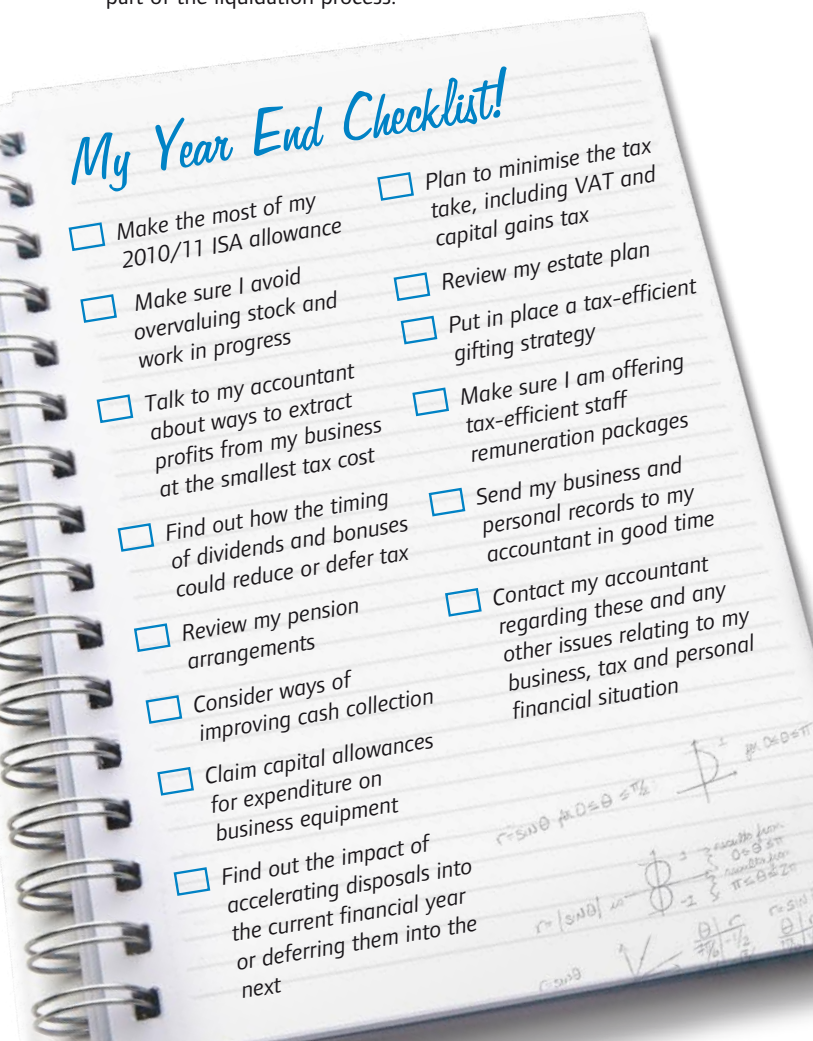 part of the liquidation process.
My Year End Checklist!
Make the most of my
2010/11 ISA allowance
Make sure I avoid
overvaluing stock and
work in progress
Talk to my accountant
about ways to extract
profits from my business
at the smallest tax cost
Find out how the timing
of dividends and bonuses
could reduce or defer tax
Review my pension
arrangements
Consider ways of
improving cash collection
Claim capital allowances
for expenditure on
business equipment
Find out the impact of
accelerating disposals into
the current financial year
or deferring them into the
next
Plan to minimise the tax
take, including VAT and
capital gains tax
Review my estate plan
Put in place a tax-efficient
gifting strategy
Make sure I am offering
tax-efficient staff
remuneration packages
Send my business and
personal records to my
accountant in good time
Contact my accountant
regarding these and any
other issues relating to my
business, tax and personal
financial situation
r=sinθ for 0≤θ≤π/2
r=|sinθ|
r=sinθ